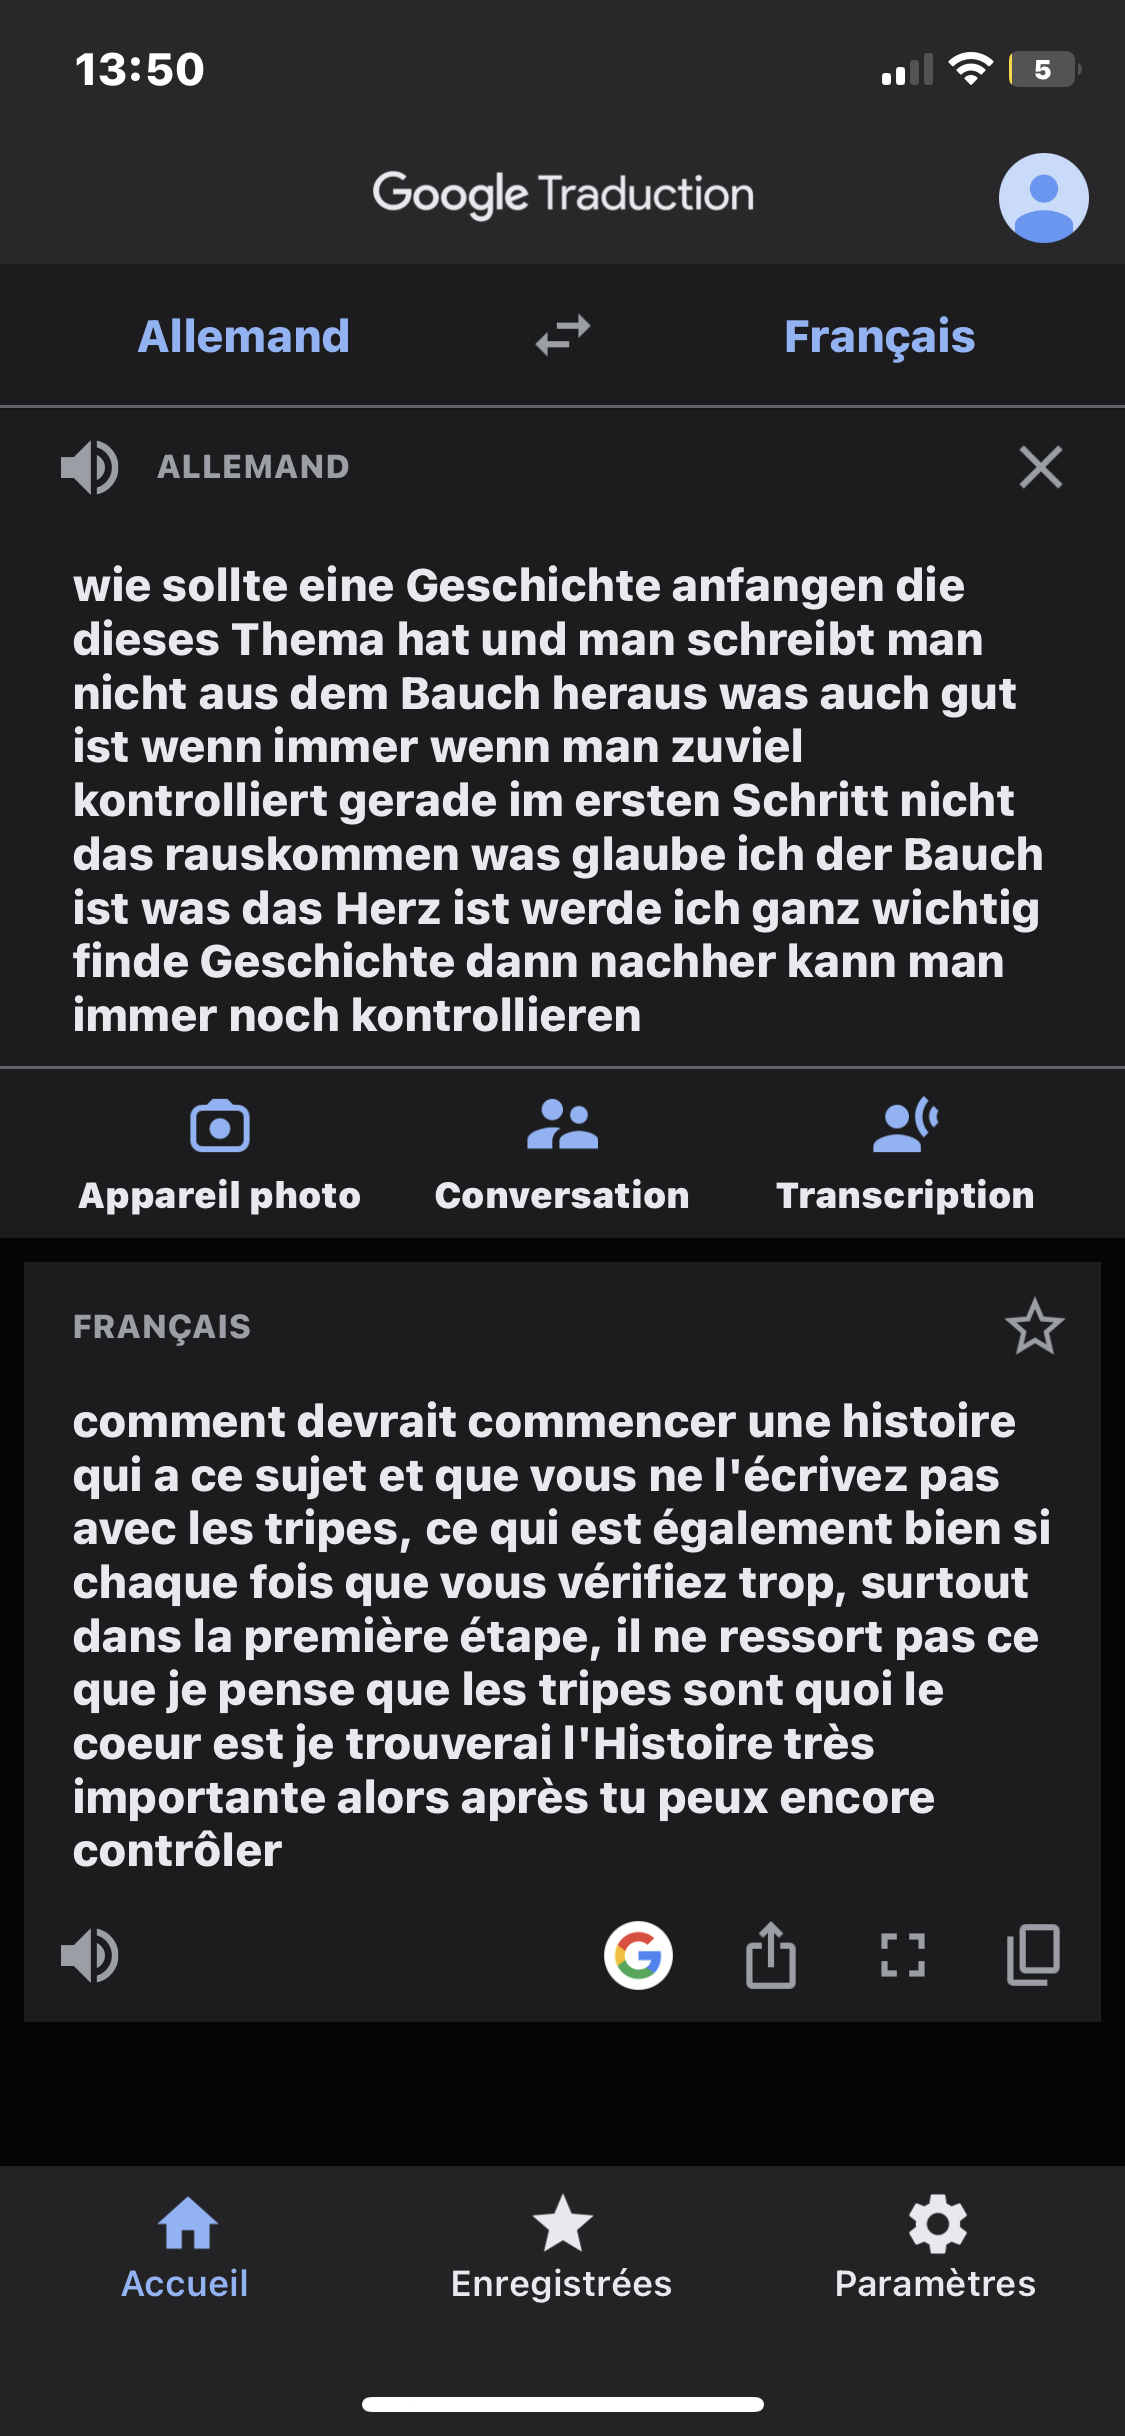 13:50
5
Google Traduction
Allemand
Français
ALLEMAND
wie sollte eine Geschichte anfangen die
dieses Thema hat und man schreibt man
nicht aus dem Bauch heraus was auch gut
ist wenn immer wenn man zuviel
kontrolliert gerade im ersten Schritt nicht
das rauskommen was glaube ich der Bauch
ist was das Herz ist werde ich ganz wichtig
finde Geschichte dann nachher kann man
immer noch kontrollieren
Appareil photo
Conversation
Transcription
FRANÇAIS
comment devrait commencer une histoire
qui a ce sujet et que vous ne l'écrivez pas
avec les tripes, ce qui est également bien si
chaque fois que vous vérifiez trop, surtout
dans la première étape, il ne ressort pas ce
que je pense que les tripes sont quoi le
coeur est je trouverai l'Histoire très
importante alors après tu peux encore
contrôler
G
Accueil
Enregistrées
Paramètres